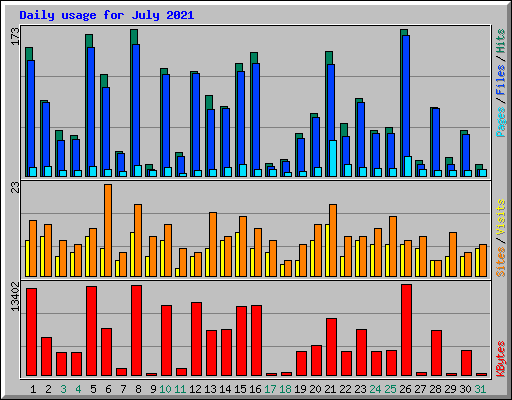 Daily usage for July 2021
173
Pages/Files/Hits
23
Sites/Visits
13402
KBytes
1 2 3 4 5 6 7 8 9 10 11 12 13 14 15 16 17 18 19 20 21 22 23 24 25 26 27 28 29 30 31